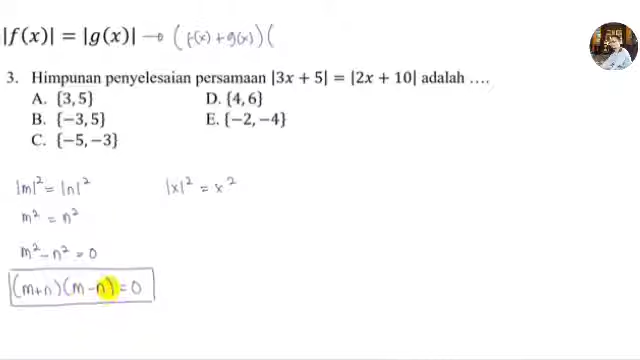 |f(x)| = |g(x)| → (f(x) + g(x)) (
3. Himpunan penyelesaian persamaan |3x + 5| = |2x + 10| adalah ….
A. {3, 5} D. {4, 6}
B. {−3, 5} E. {−2, −4}
C. {−5, −3}
|m|² = |n|² |x|² = x²
m² = n²
m² − n² = 0
(m+n)(m−n) = 0